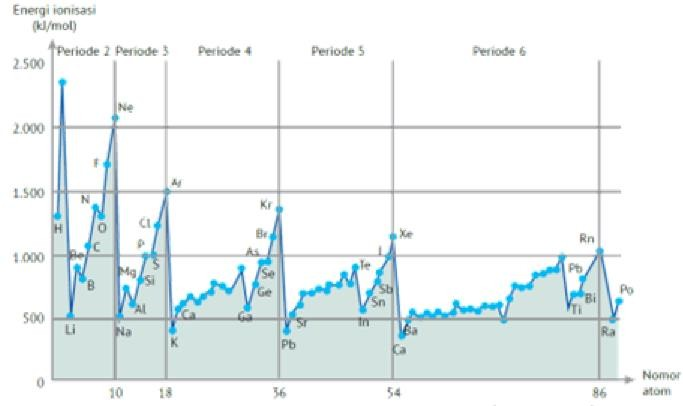 Energi ionisasi
(kJ/mol)
Periode 2 Periode 3 Periode 4 Periode 5 Periode 6
2.500
Ne
2.000
F
Ar
1.500
N
Kr
Xe
H
O
Cl
Br
Rn
C
P
I
1.000
Be
As
Te
S
Se
Pb
Po
Mg
Si
B
Ge
Sb
Bi
Al
Sn
Ti
500
Ca
Ga
Sr
In
Li
Na
Ba
Ra
K
Pb
Ca
0
10 18 36 54 86
Nomor
atom